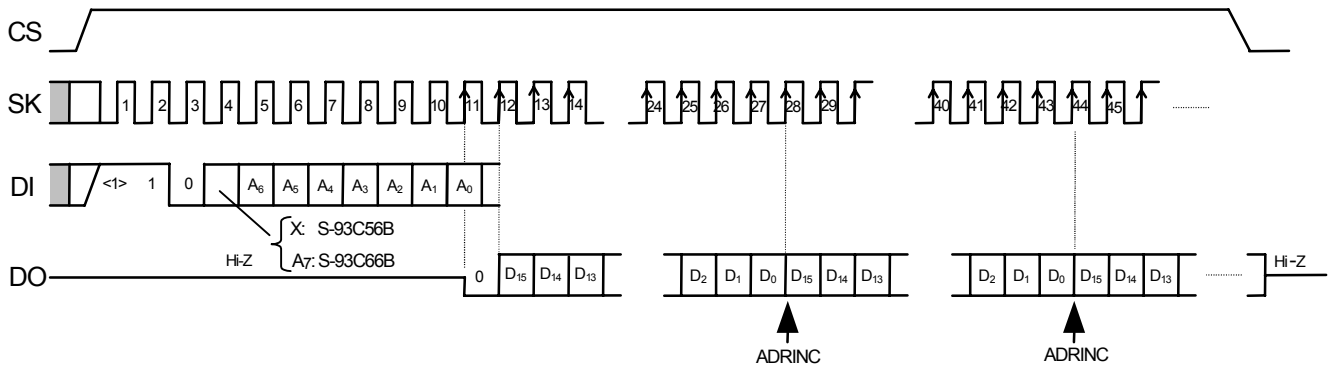 CS
SK 1 2 3 4 5 6 7 8 9 10 11 12 13 14 24 25 26 27 28 29 40 41 42 43 44 45
DI <1> 1 0 A6 A5 A4 A3 A2 A1 A0
X: S-93C56B
A7: S-93C66B
Hi-Z
DO 0 D15 D14 D13 D2 D1 D0 D15 D14 D13 D2 D1 D0 D15 D14 D13 Hi-Z
ADRINC ADRINC